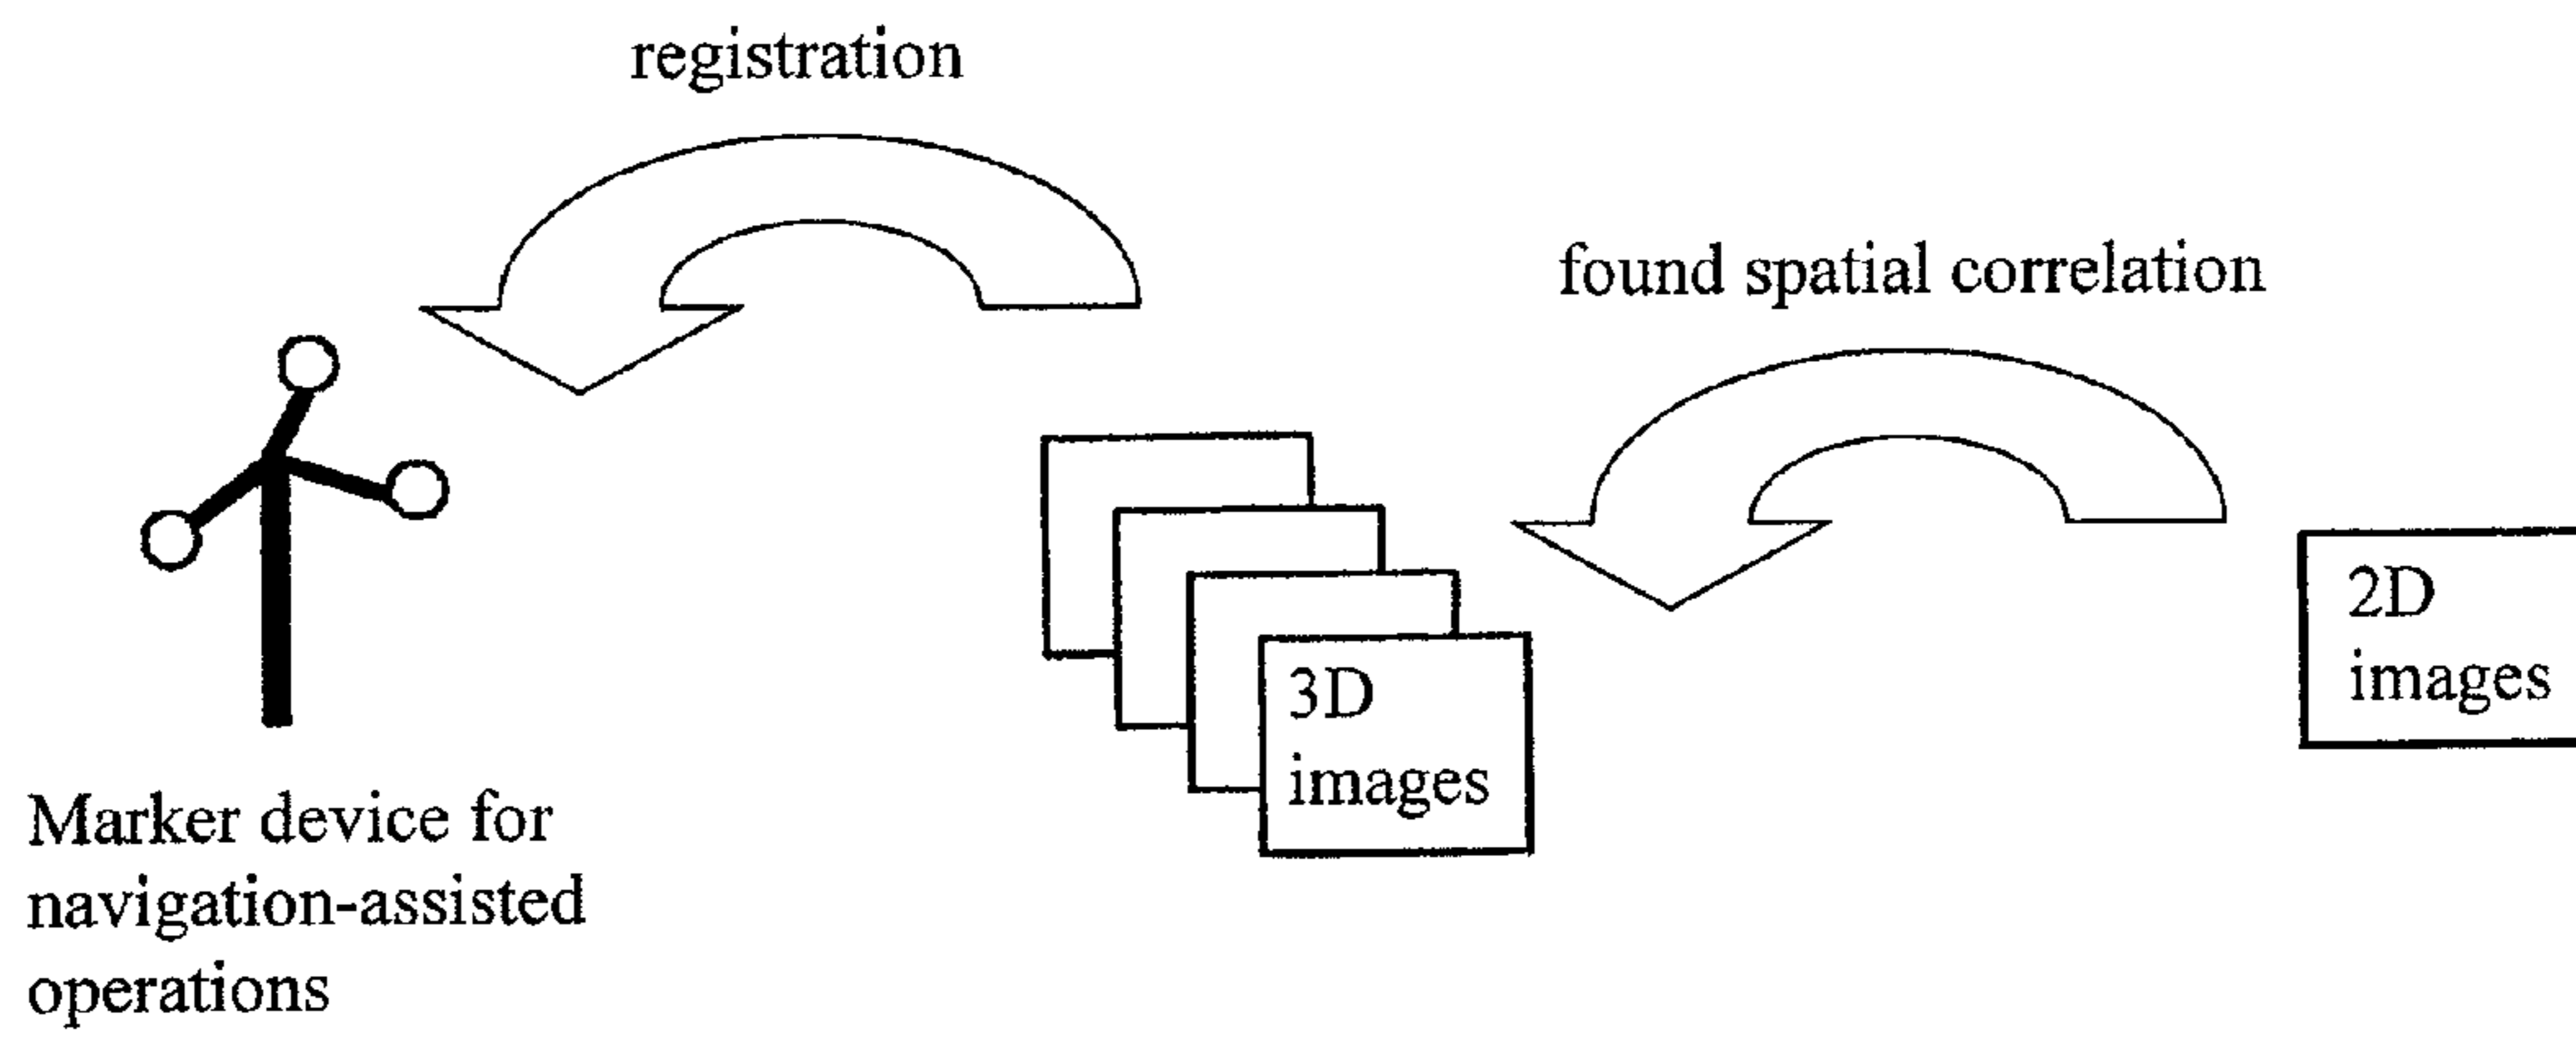 registration
found spatial correlation
2D
images
3D
images
Marker device for
navigation-assisted
operations